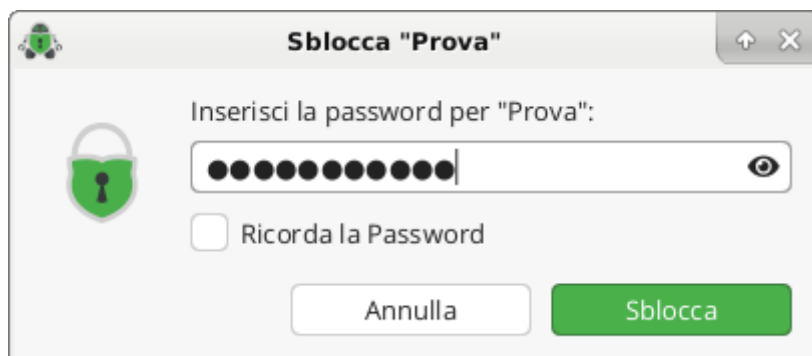 Sblocca "Prova"
Inserisci la password per "Prova":
●●●●●●●●●●●
Ricorda la Password
Annulla
Sblocca